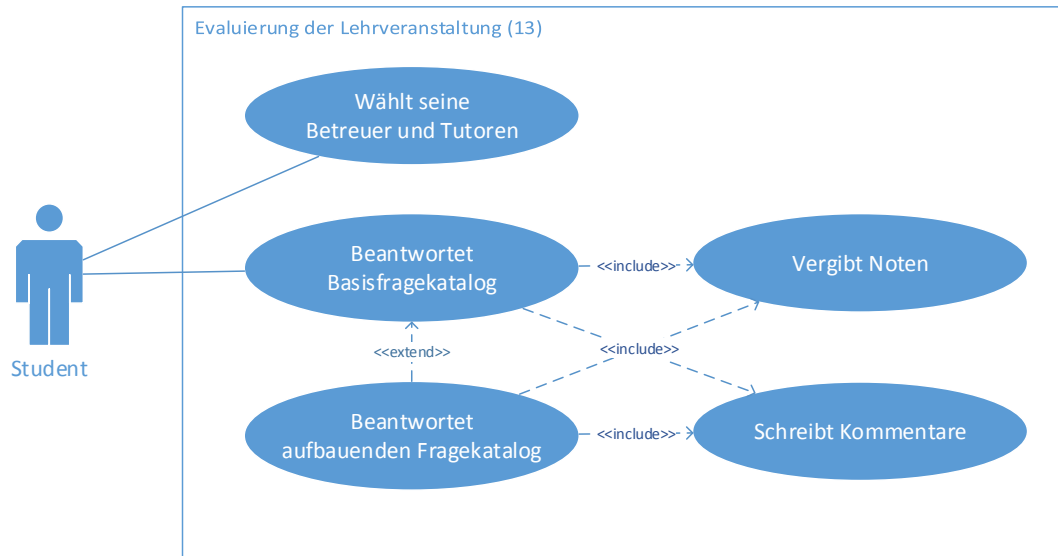 Evaluierung der Lehrveranstaltung (13)
Wählt seine
Betreuer und Tutoren
Beantwortet
Basisfragekatalog
<<include>>
Vergibt Noten
<<extend>>
<<include>>
Student
Beantwortet
aufbauenden Fragekatalog
<<include>>
Schreibt Kommentare